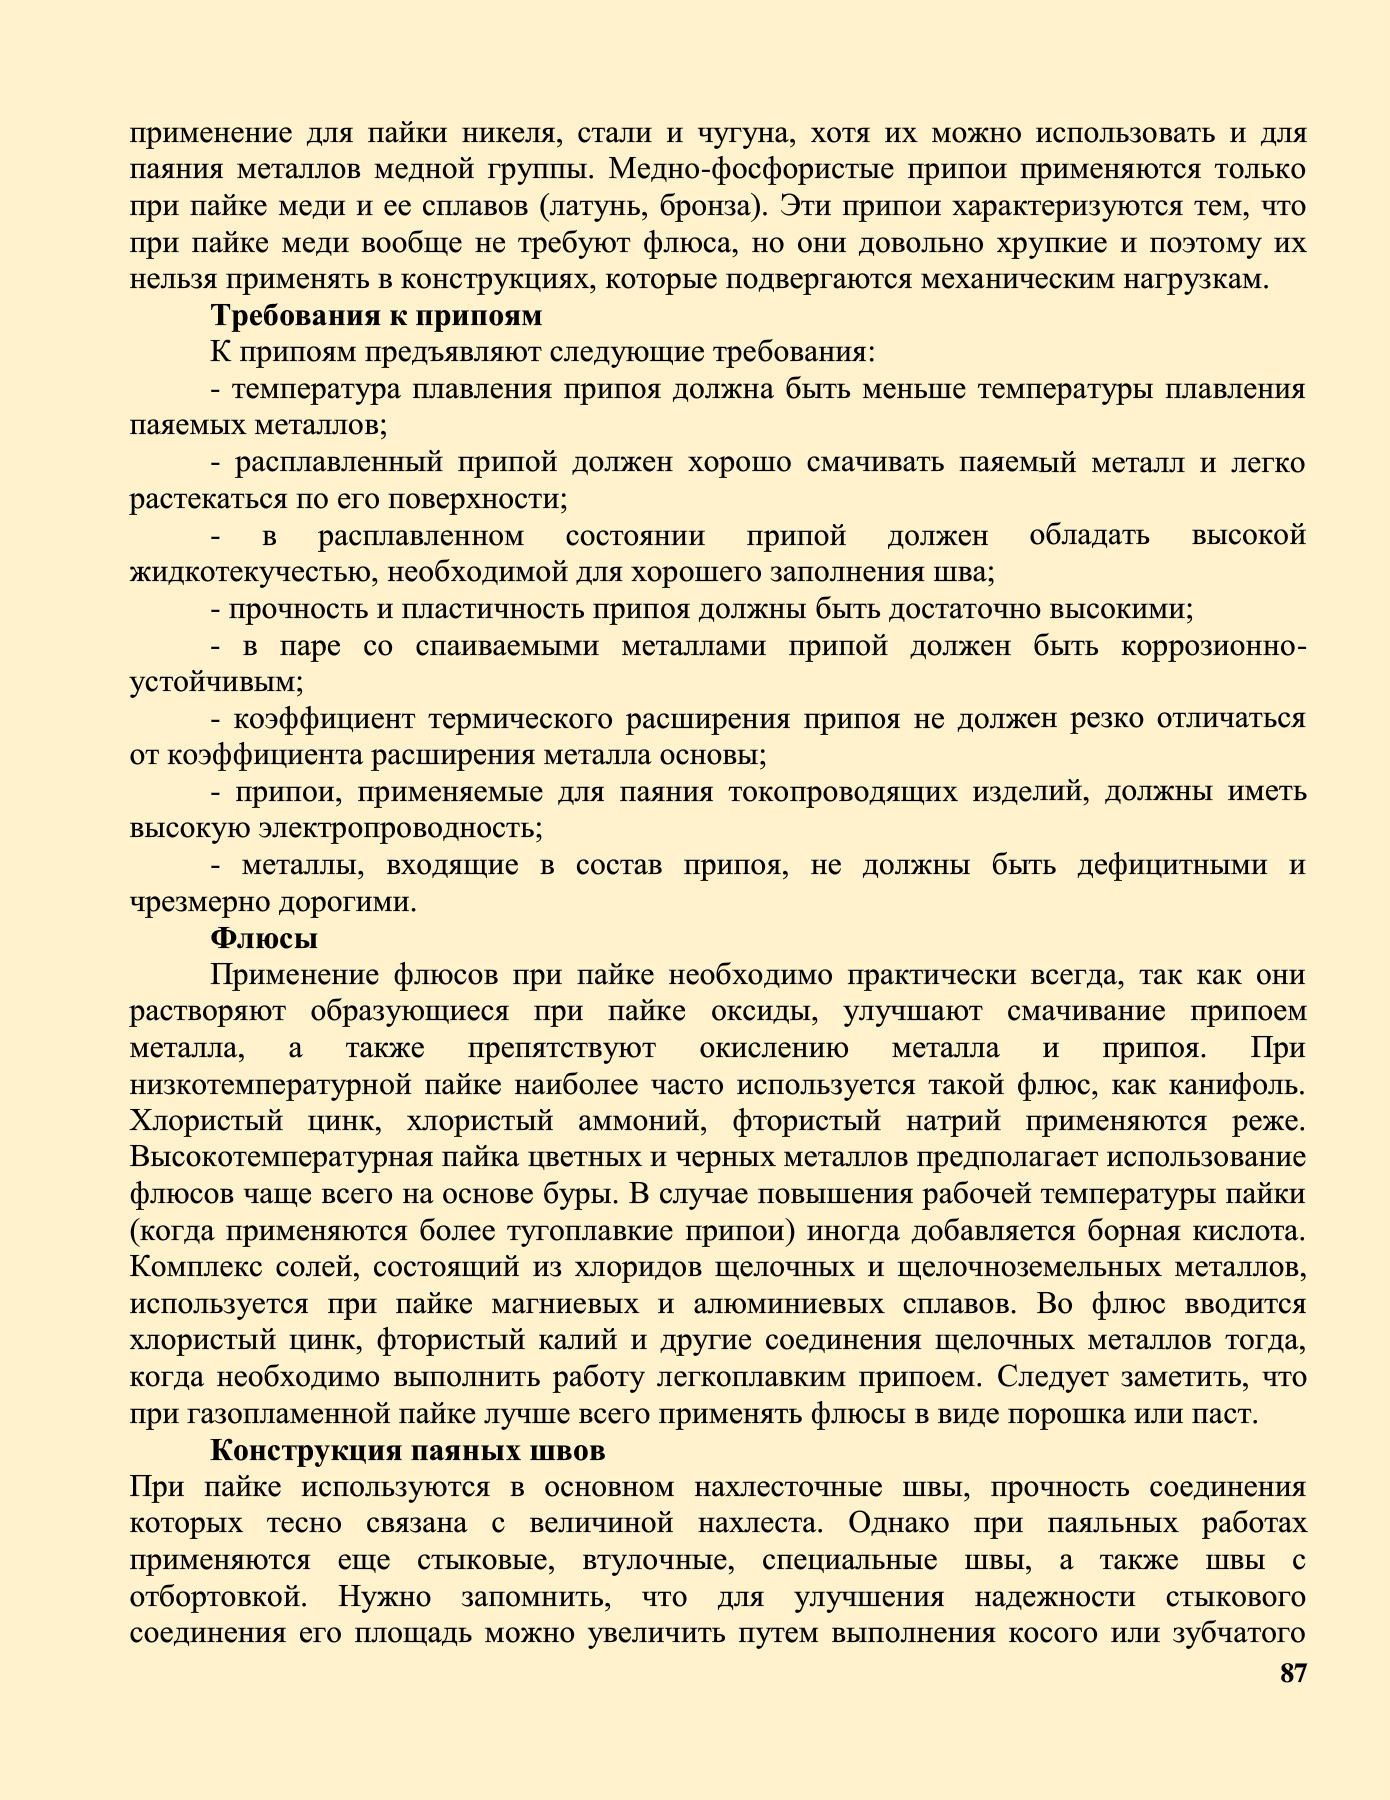 применение для пайки никеля, стали и чугуна, хотя их можно использовать и для
паяния металлов медной группы. Медно-фосфористые припои применяются только
при пайке меди и ее сплавов (латунь, бронза). Эти припои характеризуются тем, что
при пайке меди вообще не требуют флюса, но они довольно хрупкие и поэтому их
нельзя применять в конструкциях, которые подвергаются механическим нагрузкам.
Требования к припоям
К припоям предъявляют следующие требования:
- температура плавления припоя должна быть меньше температуры плавления
паяемых металлов;
- расплавленный припой должен хорошо смачивать паяемый металл и легко
растекаться по его поверхности;
- в расплавленном состоянии припой должен обладать высокой
жидкотекучестью, необходимой для хорошего заполнения шва;
- прочность и пластичность припоя должны быть достаточно высокими;
- в паре со спаиваемыми металлами припой должен быть коррозионно-
устойчивым;
- коэффициент термического расширения припоя не должен резко отличаться
от коэффициента расширения металла основы;
- припои, применяемые для паяния токопроводящих изделий, должны иметь
высокую электропроводность;
- металлы, входящие в состав припоя, не должны быть дефицитными и
чрезмерно дорогими.
Флюсы
Применение флюсов при пайке необходимо практически всегда, так как они
растворяют образующиеся при пайке оксиды, улучшают смачивание припоем
металла, а также препятствуют окислению металла и припоя. При
низкотемпературной пайке наиболее часто используется такой флюс, как канифоль.
Хлористый цинк, хлористый аммоний, фтористый натрий применяются реже.
Высокотемпературная пайка цветных и черных металлов предполагает использование
флюсов чаще всего на основе буры. В случае повышения рабочей температуры пайки
(когда применяются более тугоплавкие припои) иногда добавляется борная кислота.
Комплекс солей, состоящий из хлоридов щелочных и щелочноземельных металлов,
используется при пайке магниевых и алюминиевых сплавов. Во флюс вводится
хлористый цинк, фтористый калий и другие соединения щелочных металлов тогда,
когда необходимо выполнить работу легкоплавким припоем. Следует заметить, что
при газопламенной пайке лучше всего применять флюсы в виде порошка или паст.
Конструкция паяных швов
При пайке используются в основном нахлесточные швы, прочность соединения
которых тесно связана с величиной нахлеста. Однако при паяльных работах
применяются еще стыковые, втулочные, специальные швы, а также швы с
отбортовкой. Нужно запомнить, что для улучшения надежности стыкового
соединения его площадь можно увеличить путем выполнения косого или зубчатого
87